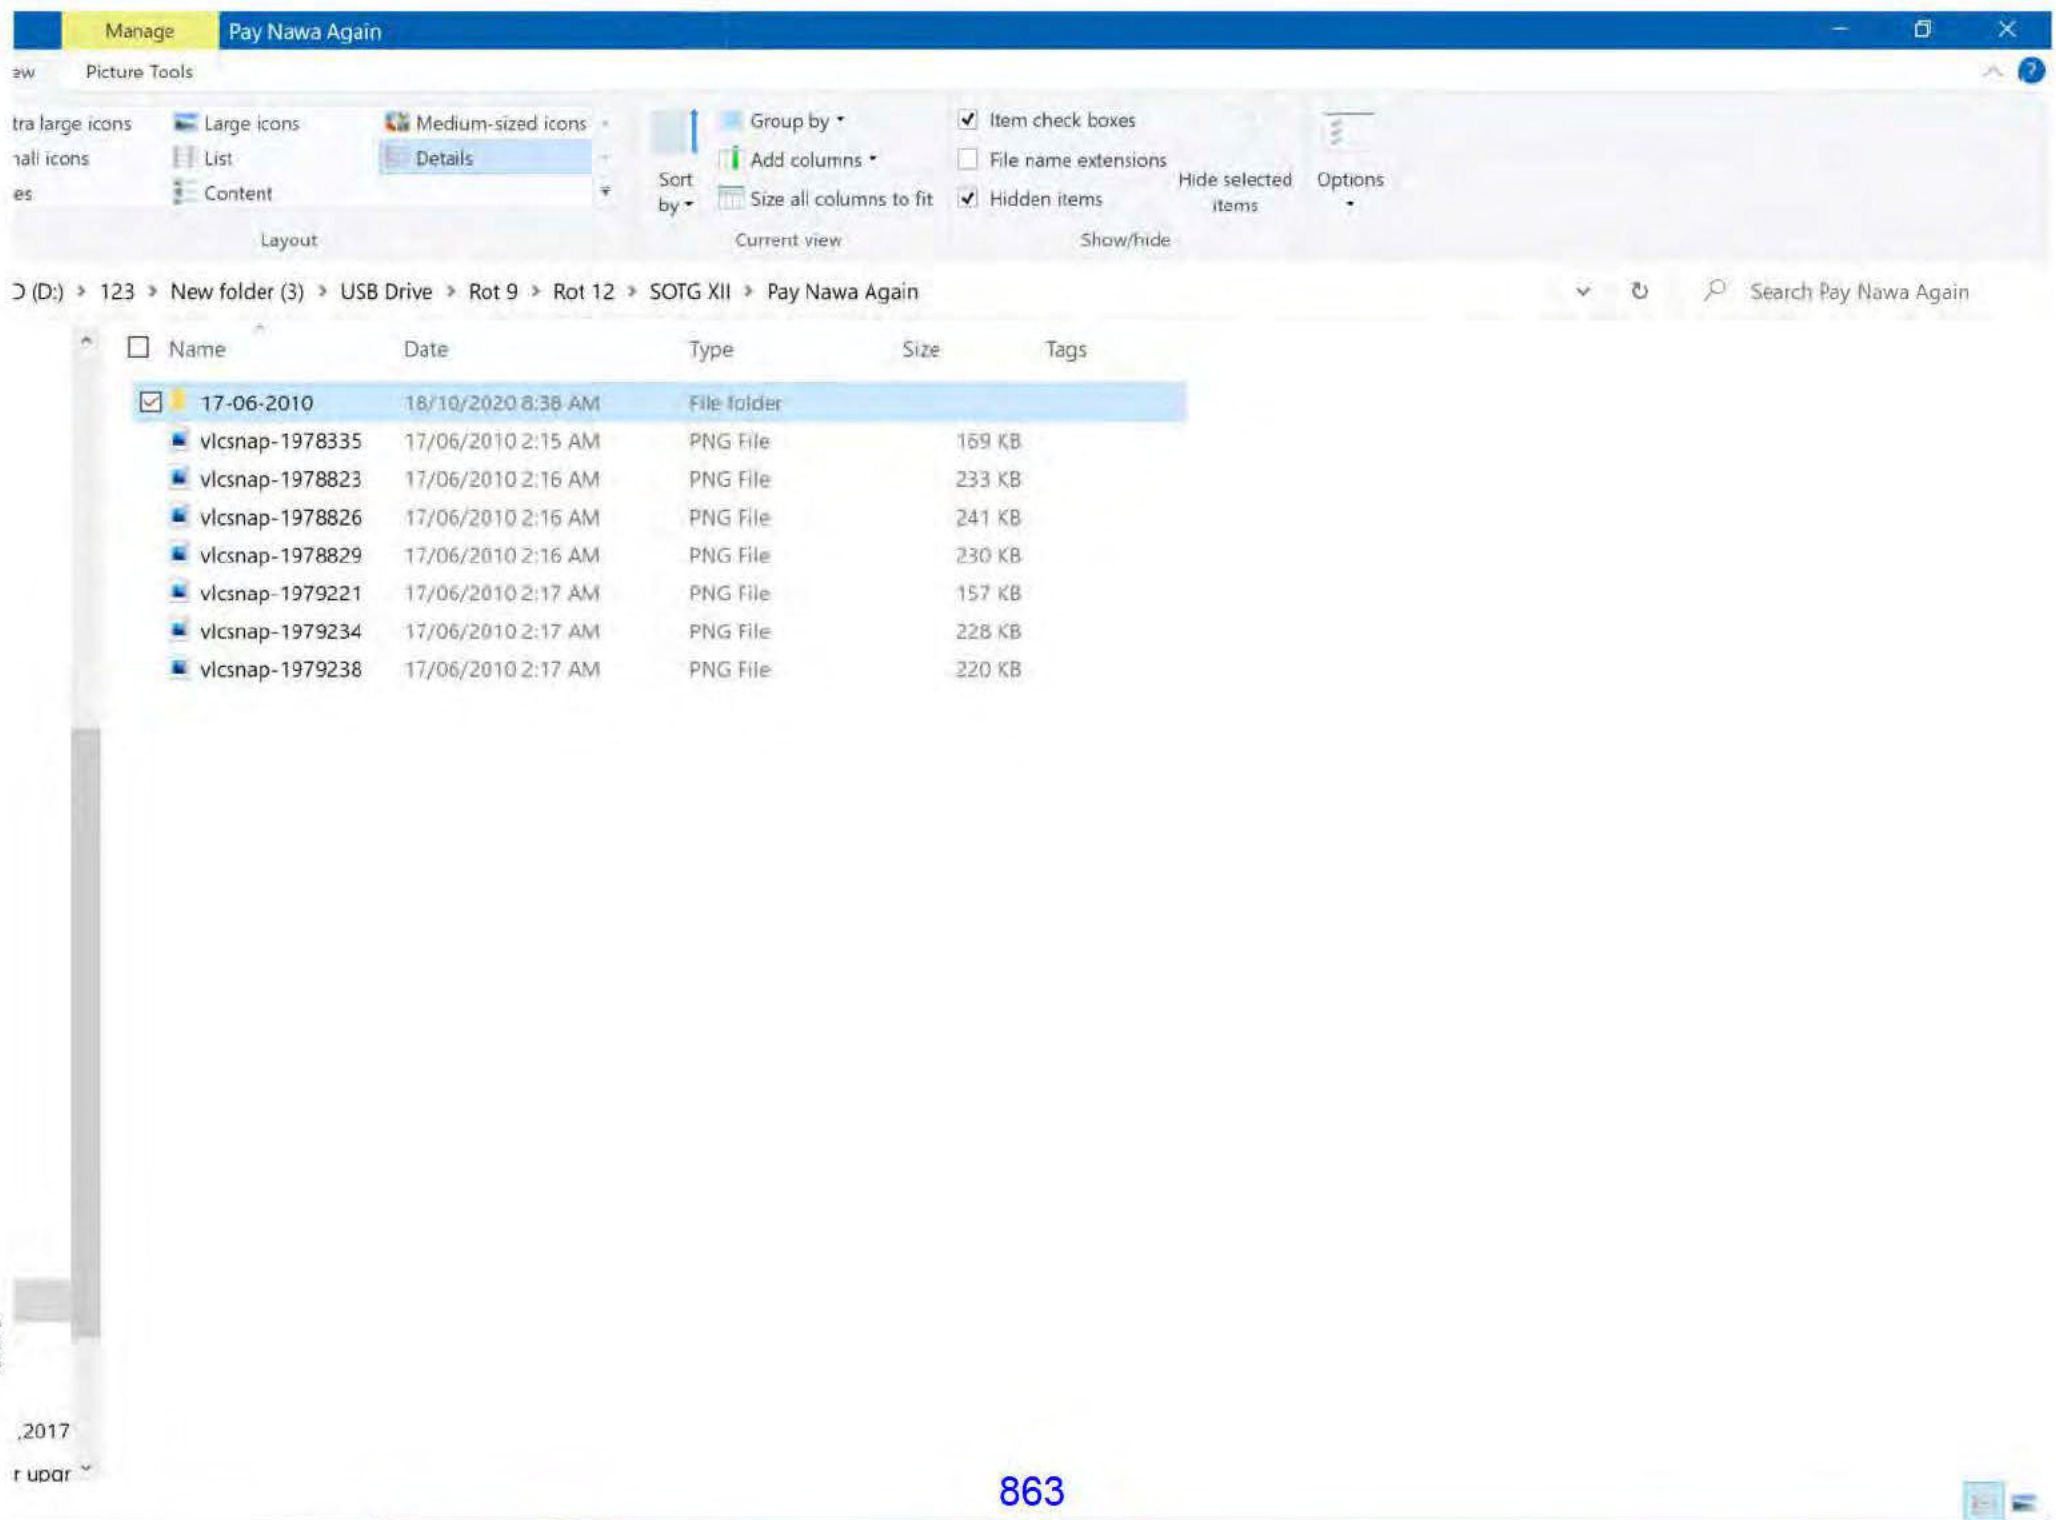 Manage Pay Nawa Again
ew Picture Tools
tra large icons Large icons Medium-sized icons
nall icons List Details
es Content
Layout
Sort by
Group by
Add columns
Size all columns to fit
Current view
Item check boxes
File name extensions
Hidden items
Hide selected items
Show/hide
Options
(D:) > 123 > New folder (3) > USB Drive > Rot 9 > Rot 12 > SOTG XII > Pay Nawa Again Search Pay Nawa Again
Name Date Type Size Tags
17-06-2010 18/10/2020 8:38 AM File folder
vlcsnap-1978335 17/06/2010 2:15 AM PNG File 169 KB
vlcsnap-1978823 17/06/2010 2:16 AM PNG File 233 KB
vlcsnap-1978826 17/06/2010 2:16 AM PNG File 241 KB
vlcsnap-1978829 17/06/2010 2:16 AM PNG File 230 KB
vlcsnap-1979221 17/06/2010 2:17 AM PNG File 157 KB
vlcsnap-1979234 17/06/2010 2:17 AM PNG File 228 KB
vlcsnap-1979238 17/06/2010 2:17 AM PNG File 220 KB
,2017
r upgr
863